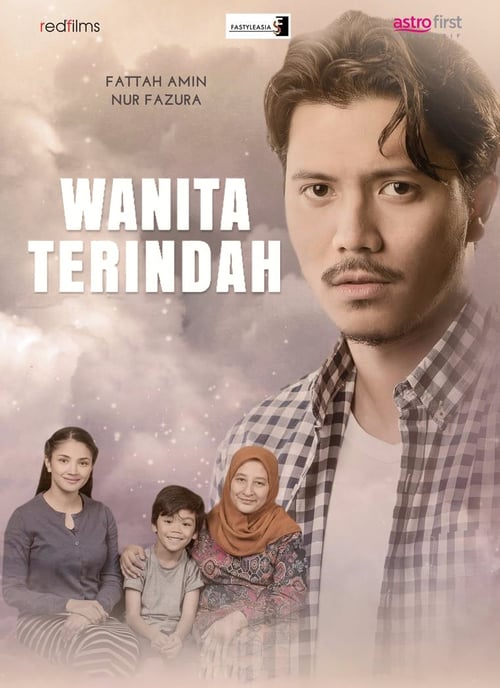 redfilms
FASTYLEASIA
astro first
FATTAH AMIN
NUR FAZURA
WANITA
TERINDAH